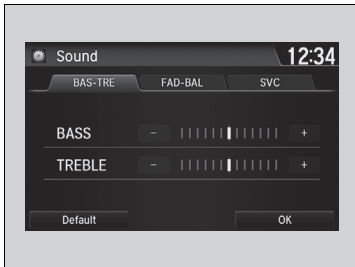 Sound 12:34
BAS-TRE FAD-BAL SVC
BASS - +
TREBLE - +
Default OK